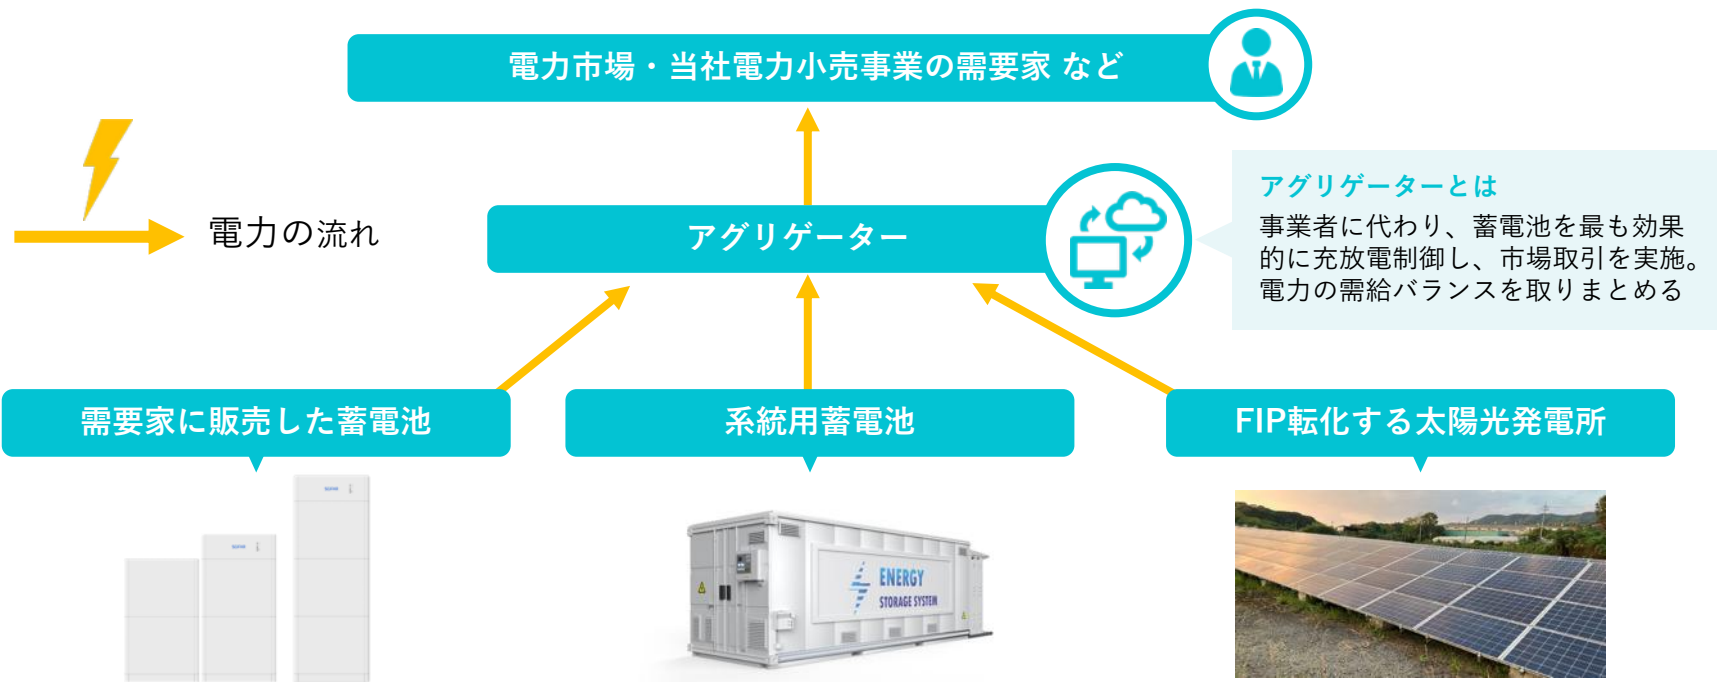 電力市場・当社電力小売事業の需要家 など
アグリゲーターとは
事業者に代わり、蓄電池を最も効果
的に充放電制御し、市場取引を実施。
電力の需給バランスを取りまとめる
電力の流れ
アグリゲーター
需要家に販売した蓄電池
系統用蓄電池
FIP転化する太陽光発電所
ENERGY
STORAGE SYSTEM